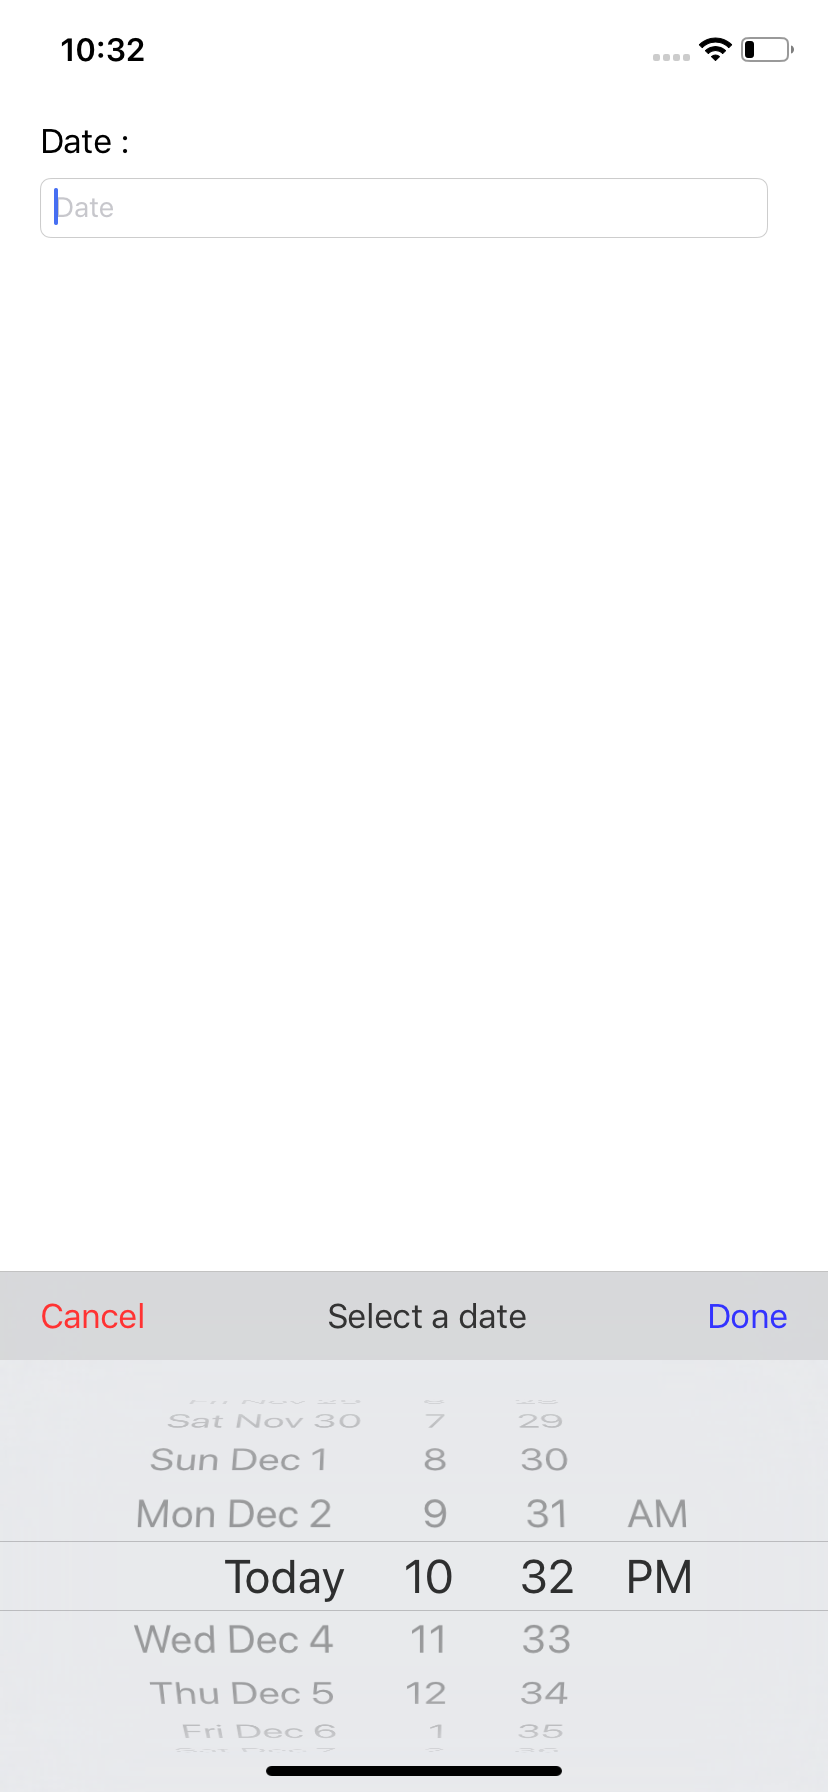 10:32
Date :
Date
Cancel Select a date Done
Sat Nov 30 7 29
Sun Dec 1 8 30
Mon Dec 2 9 31 AM
Today 10 32 PM
Wed Dec 4 11 33
Thu Dec 5 12 34
Fri Dec 6 1 35